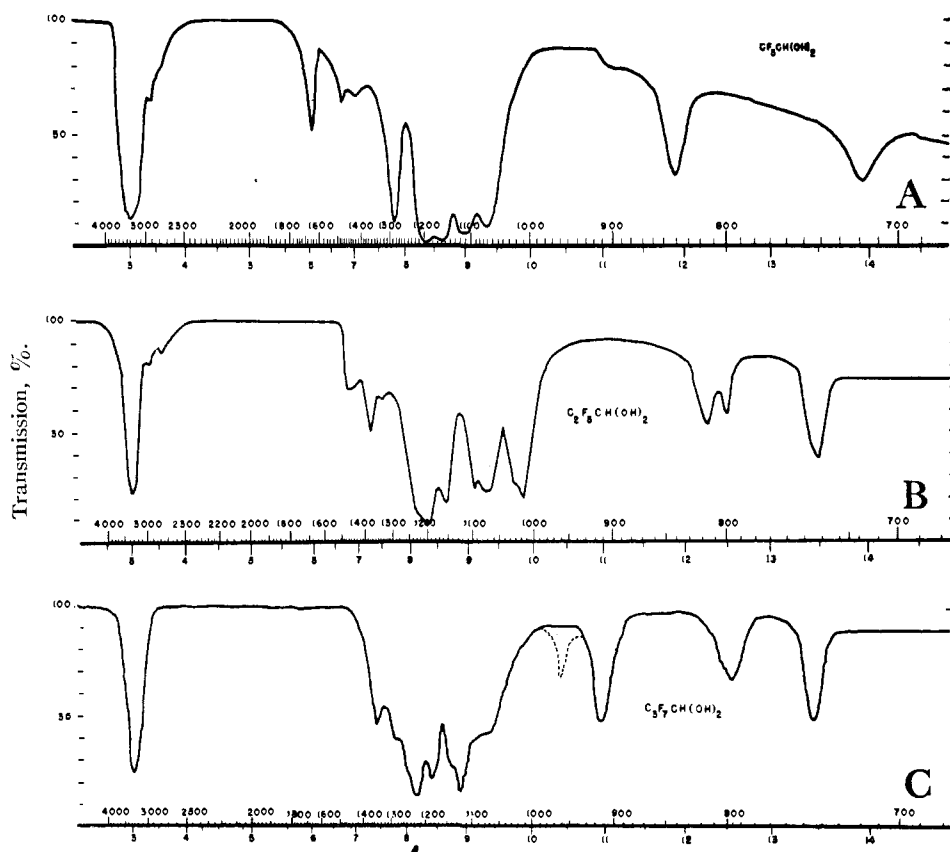 100
CF₃CH(OH)₂
50
A
4000 3000 2500 2000 1800 1600 1400 1300 1200 1100 1000 900 800 700
3 4 5 6 7 8 9 10 11 12 13 14
Transmission, %.
100
C₂F₅CH(OH)₂
50
B
4000 3000 2500 2200 2000 1800 1600 1400 1300 1200 1100 1000 900 800 700
3 4 5 6 7 8 9 10 11 12 13 14
100
50
C₃F₇CH(OH)₂
C
4000 3000 2500 2000 1800 1600 1400 1300 1200 1100 1000 900 800 700
3 4 5 6 7 8 9 10 11 12 13 14